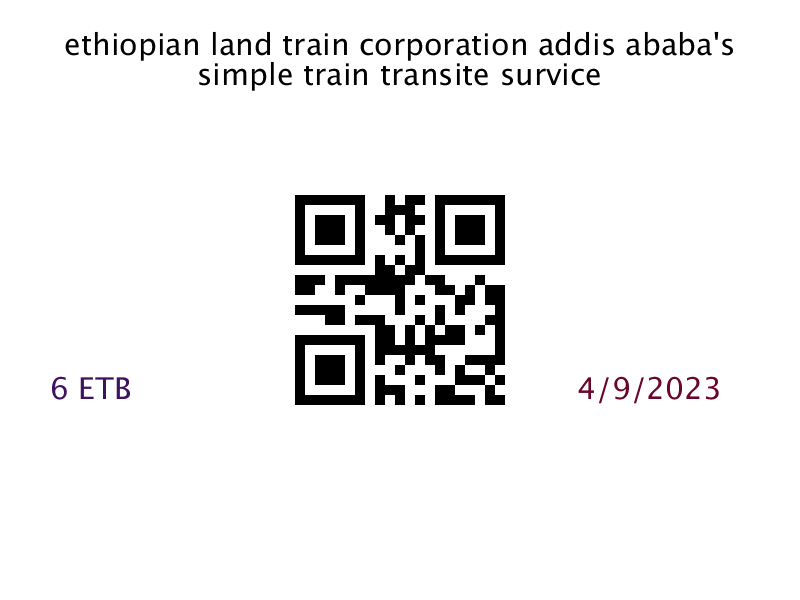 ethiopian land train corporation addis ababa's
simple train transite survice
6 ETB
4/9/2023